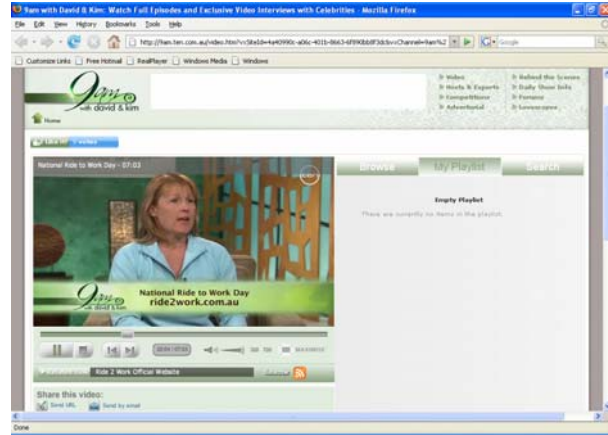 9am with David & Kim: Watch Full Episodes and Exclusive Video Interviews with Celebrities - Mozilla Firefox
File Edit View History Bookmarks Tools Help
Google
Customize Links Free Hotmail RealPlayer Windows Media Windows
9am
with david & kim
Video
Hosts & Experts
Competitions
Advertorial
Behind the Scenes
Daily Show Info
Forums
Lovescopes
Home
Like it?
National Ride to Work Day - 07:03
Browse My Playlist Search
Empty Playlist
There are currently no items in the playlist.
9am
with david & kim
National Ride to Work Day
ride2work.com.au
Ride 2 Work Official Website
Share this video:
Send URL Send by email
Done